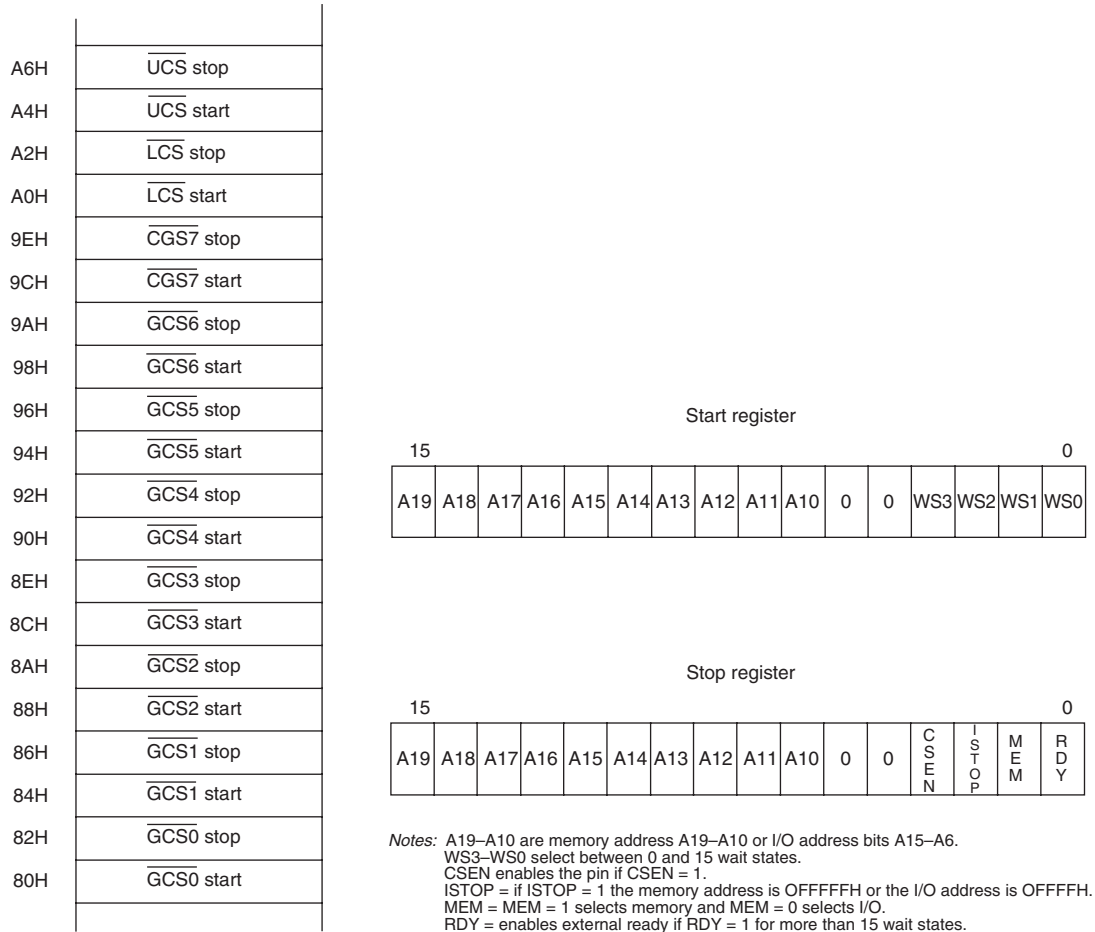 A6H UCS stop
A4H UCS start
A2H LCS stop
A0H LCS start
9EH CGS7 stop
9CH CGS7 start
9AH GCS6 stop
98H GCS6 start
96H GCS5 stop
94H GCS5 start
92H GCS4 stop
90H GCS4 start
8EH GCS3 stop
8CH GCS3 start
8AH GCS2 stop
88H GCS2 start
86H GCS1 stop
84H GCS1 start
82H GCS0 stop
80H GCS0 start
Start register
15 0
A19 A18 A17 A16 A15 A14 A13 A12 A11 A10 0 0 WS3 WS2 WS1 WS0
Stop register
15 0
A19 A18 A17 A16 A15 A14 A13 A12 A11 A10 0 0 CSEN ISTOP MEM RDY
Notes: A19–A10 are memory address A19–A10 or I/O address bits A15–A6.
WS3–WS0 select between 0 and 15 wait states.
CSEN enables the pin if CSEN = 1.
ISTOP = if ISTOP = 1 the memory address is OFFFFFH or the I/O address is OFFFFH.
MEM = MEM = 1 selects memory and MEM = 0 selects I/O.
RDY = enables external ready if RDY = 1 for more than 15 wait states.